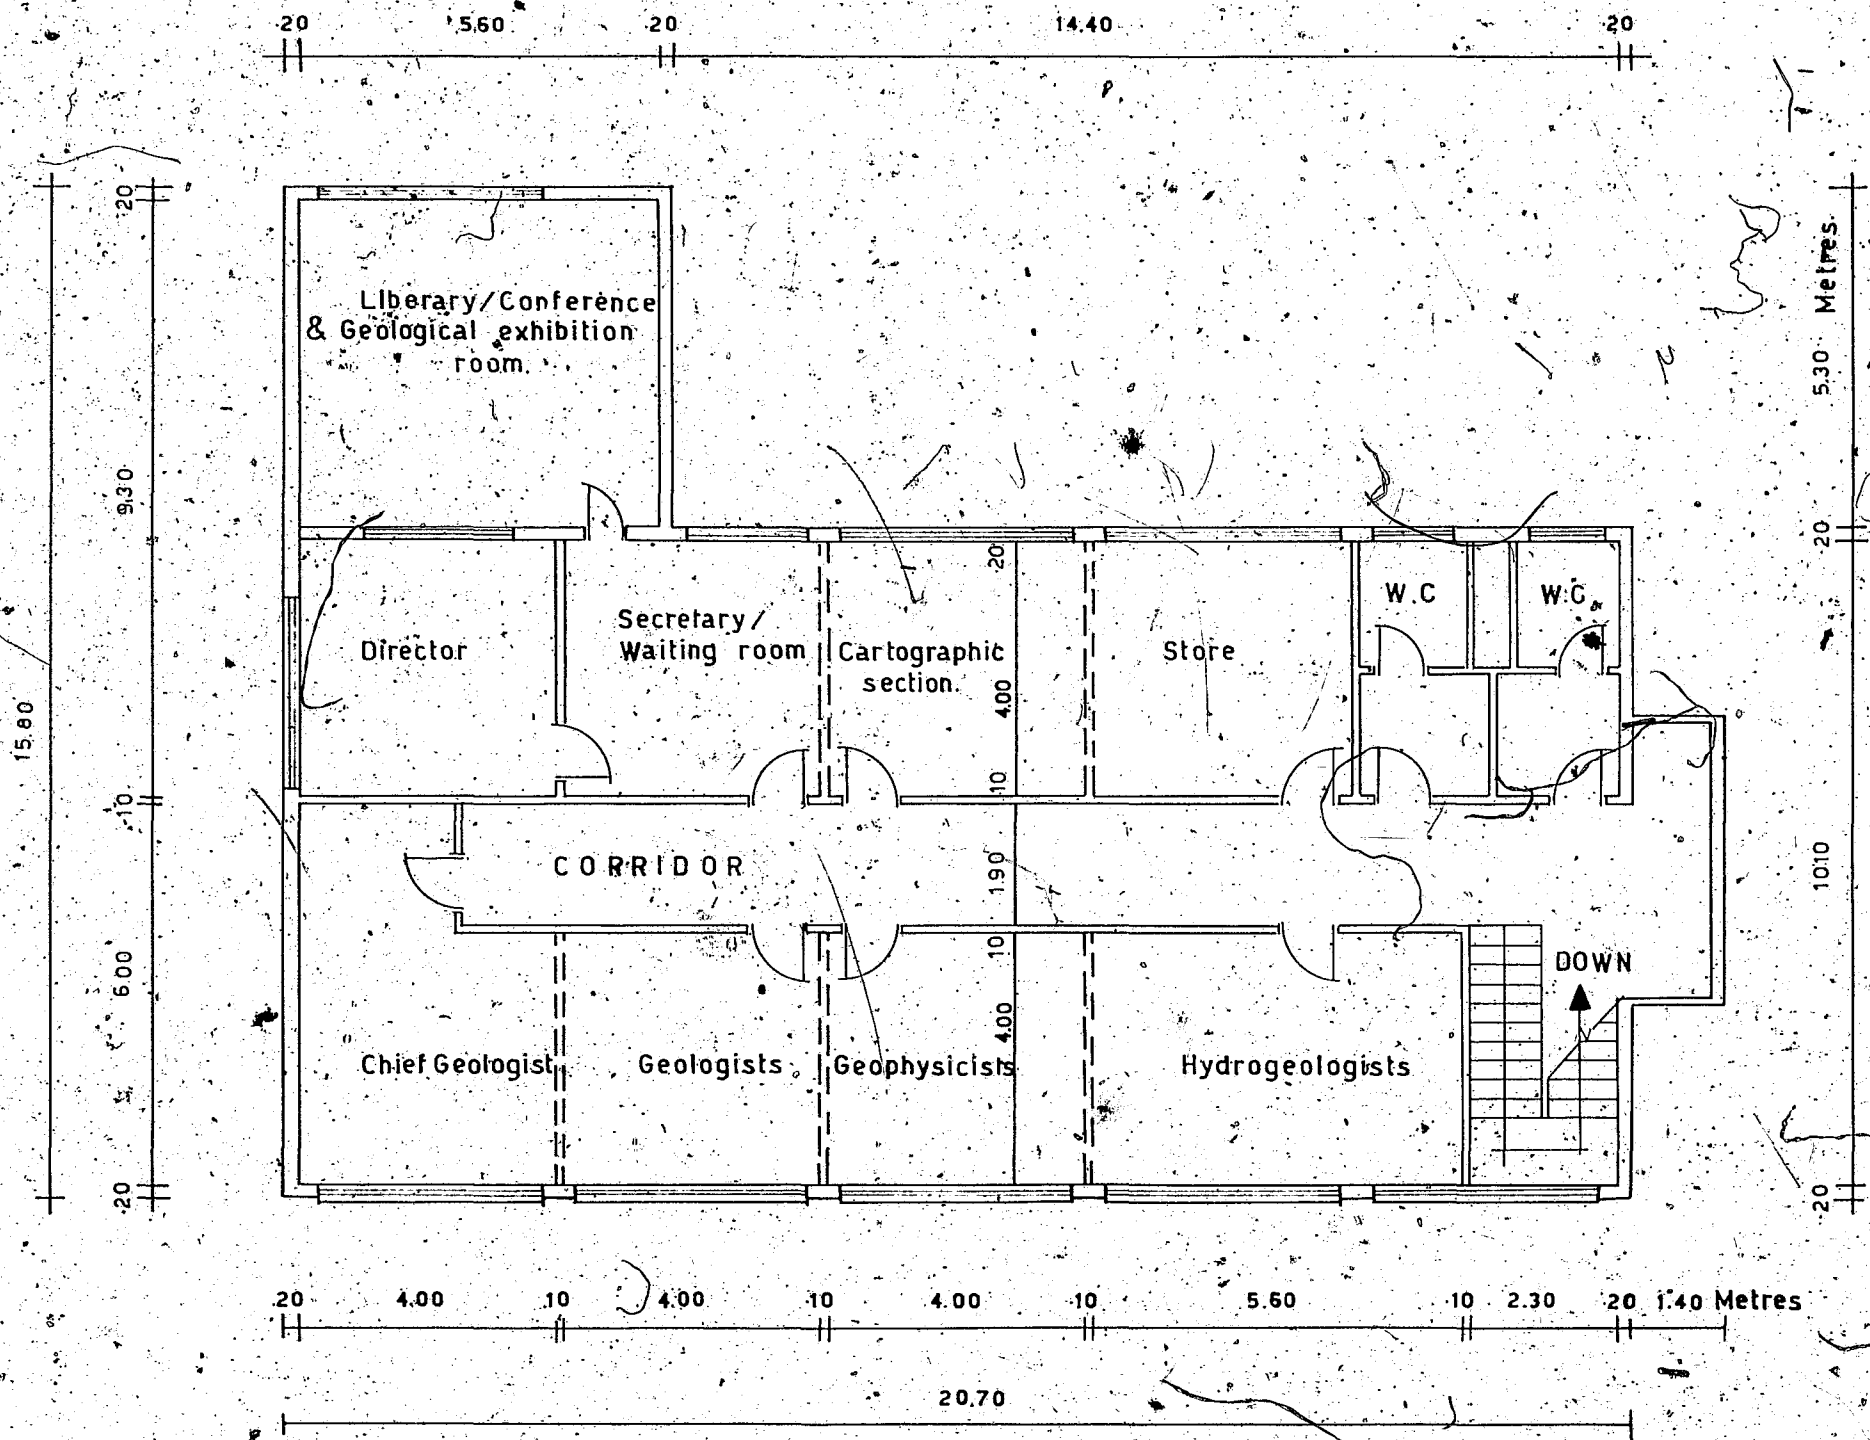 .20 5.60 .20 14.40 .20
.20
5.30 Metres.
Liberary/Conference
& Geological exhibition
room.
9.30
.20
.20
W.C W.C.
Secretary/
Waiting room
Director
Cartographic
section.
Store
4.00
15.80
.10
.10
CORRIDOR
1.90
10.10
.10
6.00
DOWN
4.00
Chief Geologist
Geologists
Geophysicists
Hydrogeologists
.20
.20
.20 4.00 .10 4.00 .10 4.00 .10 5.60 .10 2.30 .20 1.40 Metres
20.70